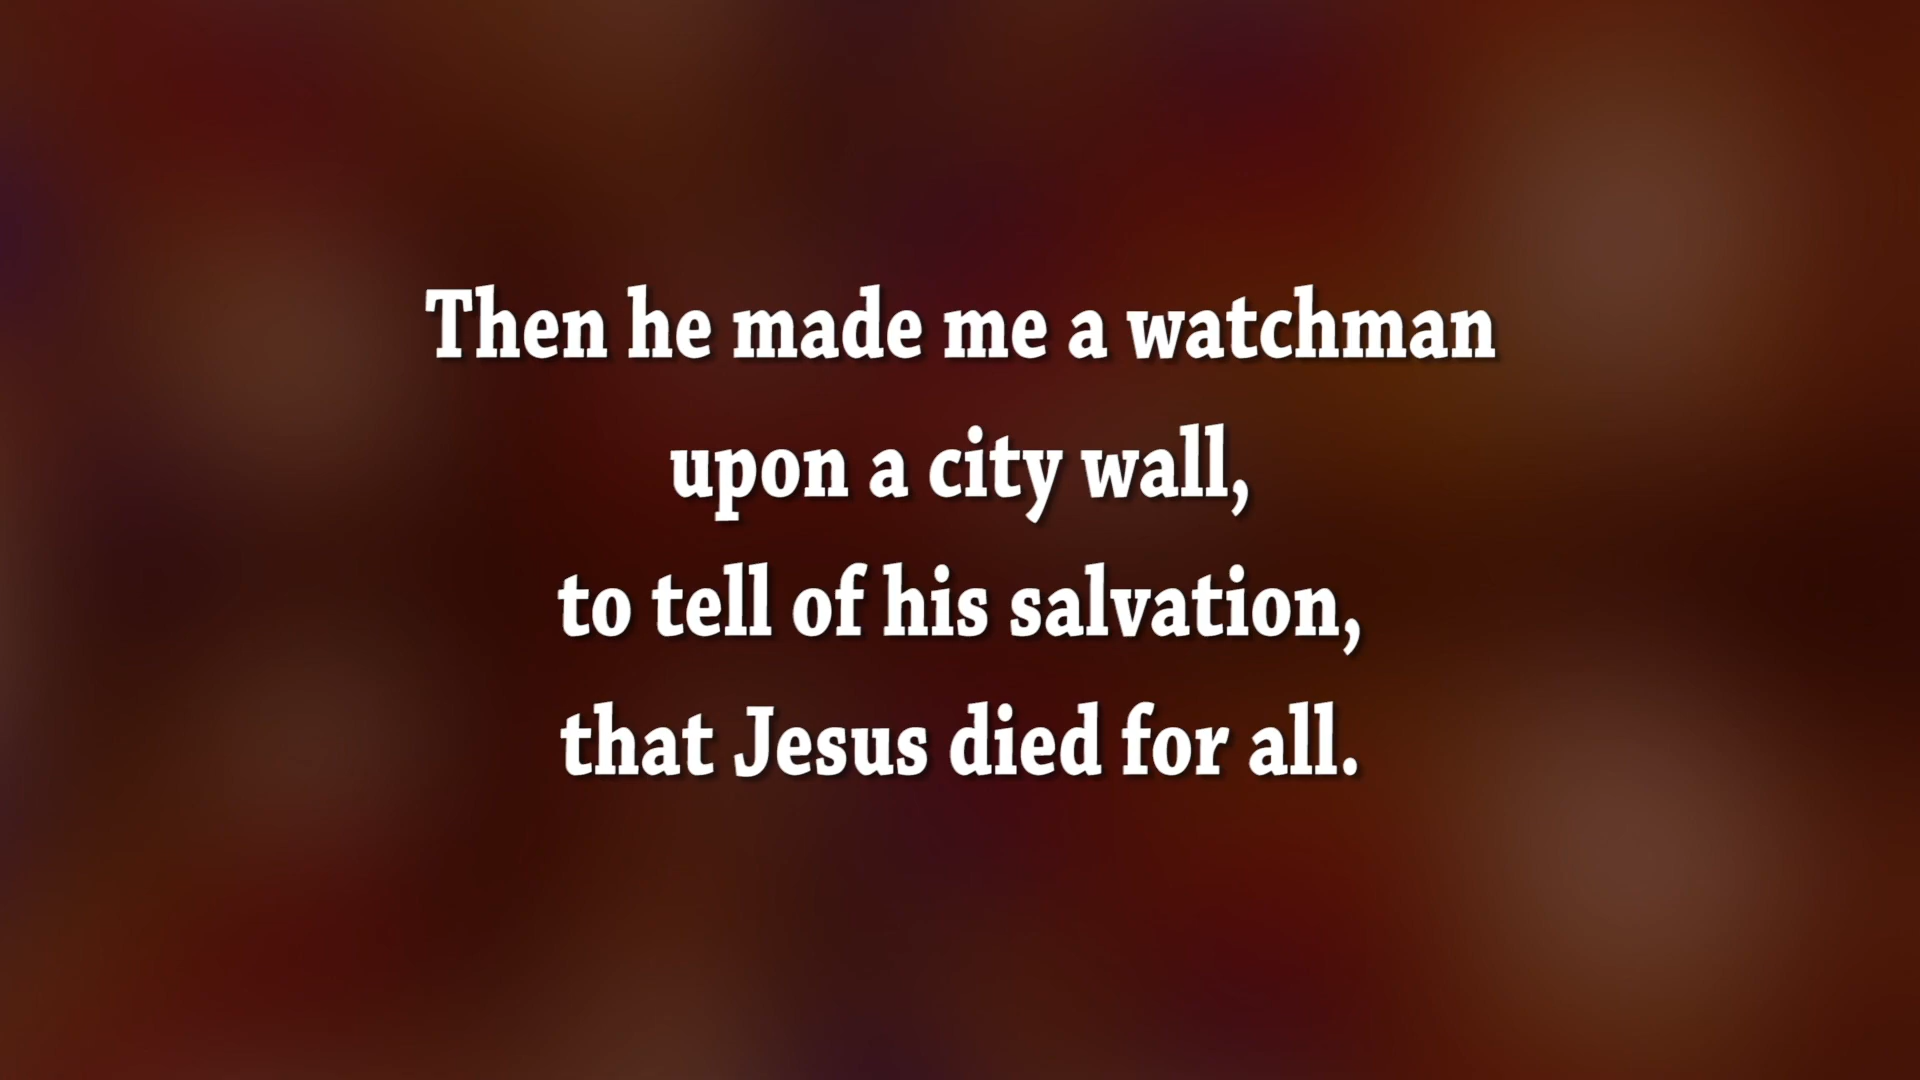 Then he made me a watchman
upon a city wall,
to tell of his salvation,
that Jesus died for all.